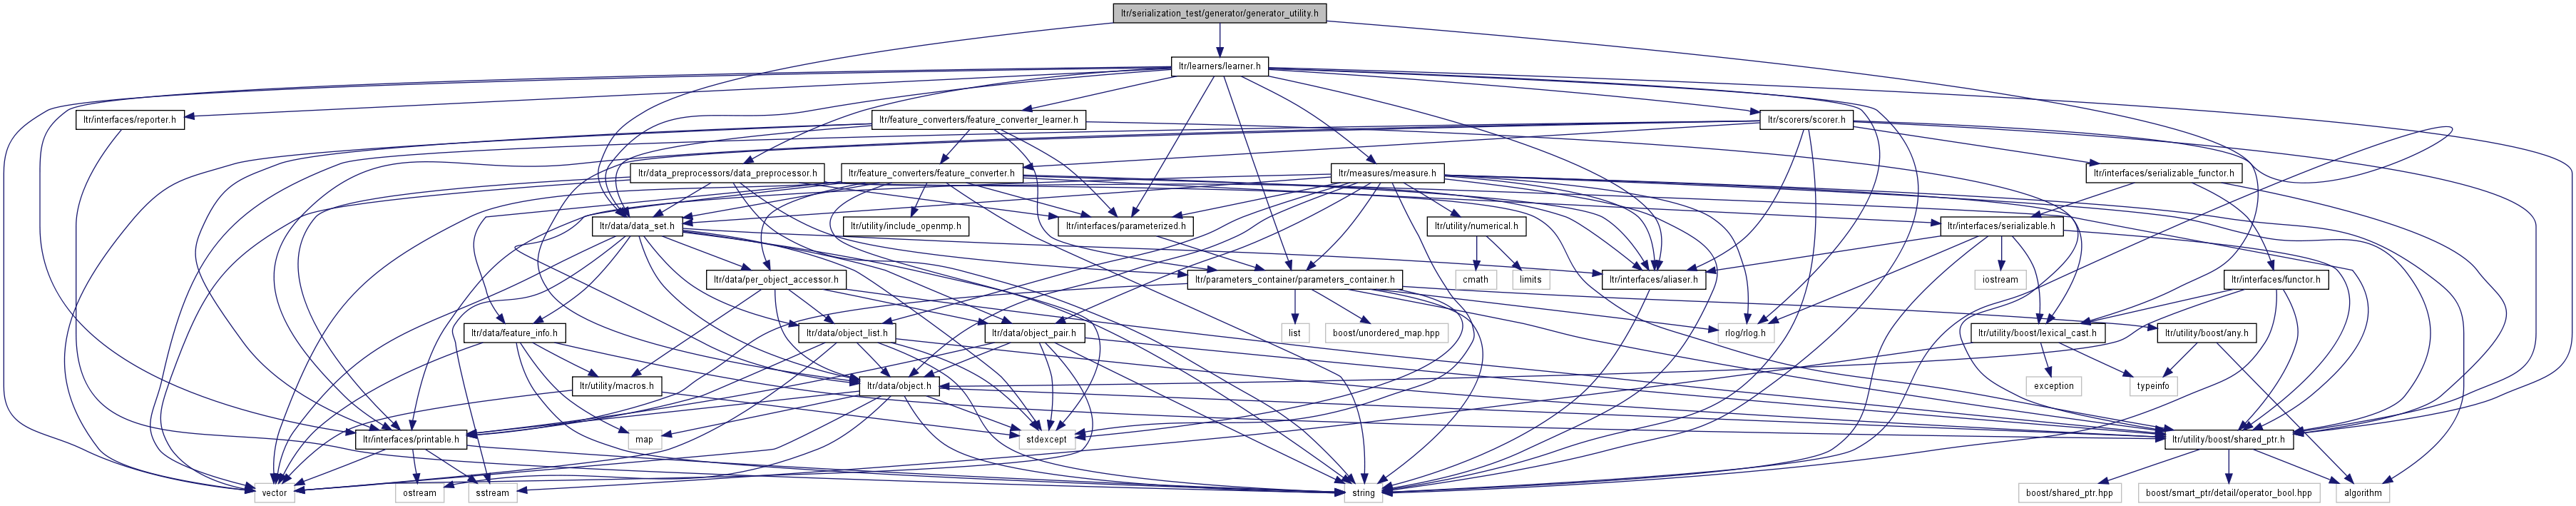 ltr/serialization_test/generator/generator_utility.h
ltr/learners/learner.h
ltr/interfaces/reporter.h
ltr/feature_converters/feature_converter_learner.h
ltr/scorers/scorer.h
ltr/data_preprocessors/data_preprocessor.h
ltr/feature_converters/feature_converter.h
ltr/measures/measure.h
ltr/interfaces/serializable_functor.h
ltr/data/data_set.h
ltr/utility/include_openmp.h
ltr/interfaces/parameterized.h
ltr/utility/numerical.h
ltr/interfaces/serializable.h
ltr/data/per_object_accessor.h
ltr/parameters_container/parameters_container.h
cmath
limits
ltr/interfaces/aliaser.h
iostream
ltr/interfaces/functor.h
ltr/data/feature_info.h
ltr/data/object_list.h
ltr/data/object_pair.h
list
boost/unordered_map.hpp
rlog/rlog.h
ltr/utility/boost/lexical_cast.h
ltr/utility/boost/any.h
ltr/utility/macros.h
ltr/data/object.h
exception
typeinfo
ltr/interfaces/printable.h
map
stdexcept
ltr/utility/boost/shared_ptr.h
vector
ostream
sstream
string
boost/shared_ptr.hpp
boost/smart_ptr/detail/operator_bool.hpp
algorithm